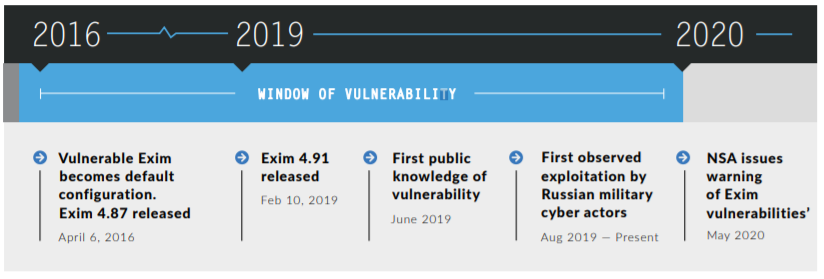 2016
2019
2020
WINDOW OF VULNERABILITY
Vulnerable Exim
becomes default
configuration.
Exim 4.87 released
April 6, 2016
Exim 4.91
released
Feb 10, 2019
First public
knowledge of
vulnerability
June 2019
First observed
exploitation by
Russian military
cyber actors
Aug 2019 — Present
NSA issues
warning
of Exim
vulnerabilities’
May 2020